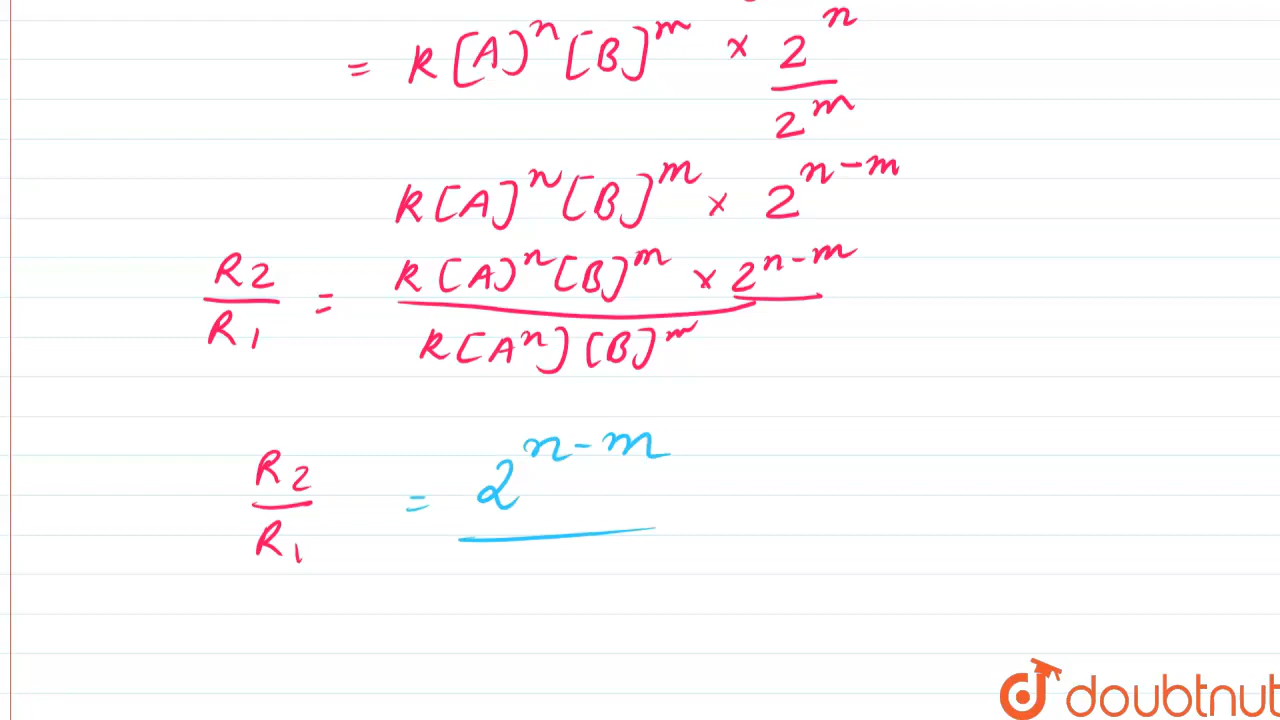 = K[A]^n [B]^m × 2^n / 2^m
K[A]^n [B]^m × 2^(n-m)
R2 / R1 = K[A]^n [B]^m × 2^(n-m) / K[A^n] [B]^m
R2 / R1 = 2^(n-m)
doubtnut